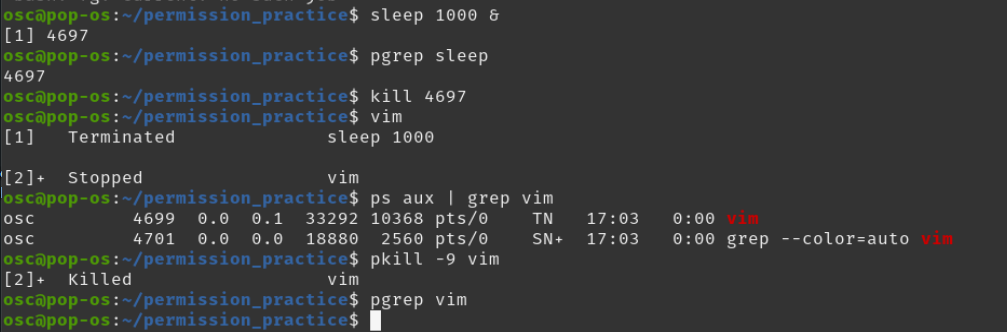 osc@pop-os:~/permission_practice$ sleep 1000 &
[1] 4697
osc@pop-os:~/permission_practice$ pgrep sleep
4697
osc@pop-os:~/permission_practice$ kill 4697
osc@pop-os:~/permission_practice$ vim
[1]   Terminated              sleep 1000

[2]+  Stopped                 vim
osc@pop-os:~/permission_practice$ ps aux | grep vim
osc         4699  0.0  0.1  33292 10368 pts/0    TN   17:03   0:00 vim
osc         4701  0.0  0.0  18880  2560 pts/0    SN+  17:03   0:00 grep --color=auto vim
osc@pop-os:~/permission_practice$ pkill -9 vim
[2]+  Killed                  vim
osc@pop-os:~/permission_practice$ pgrep vim
osc@pop-os:~/permission_practice$